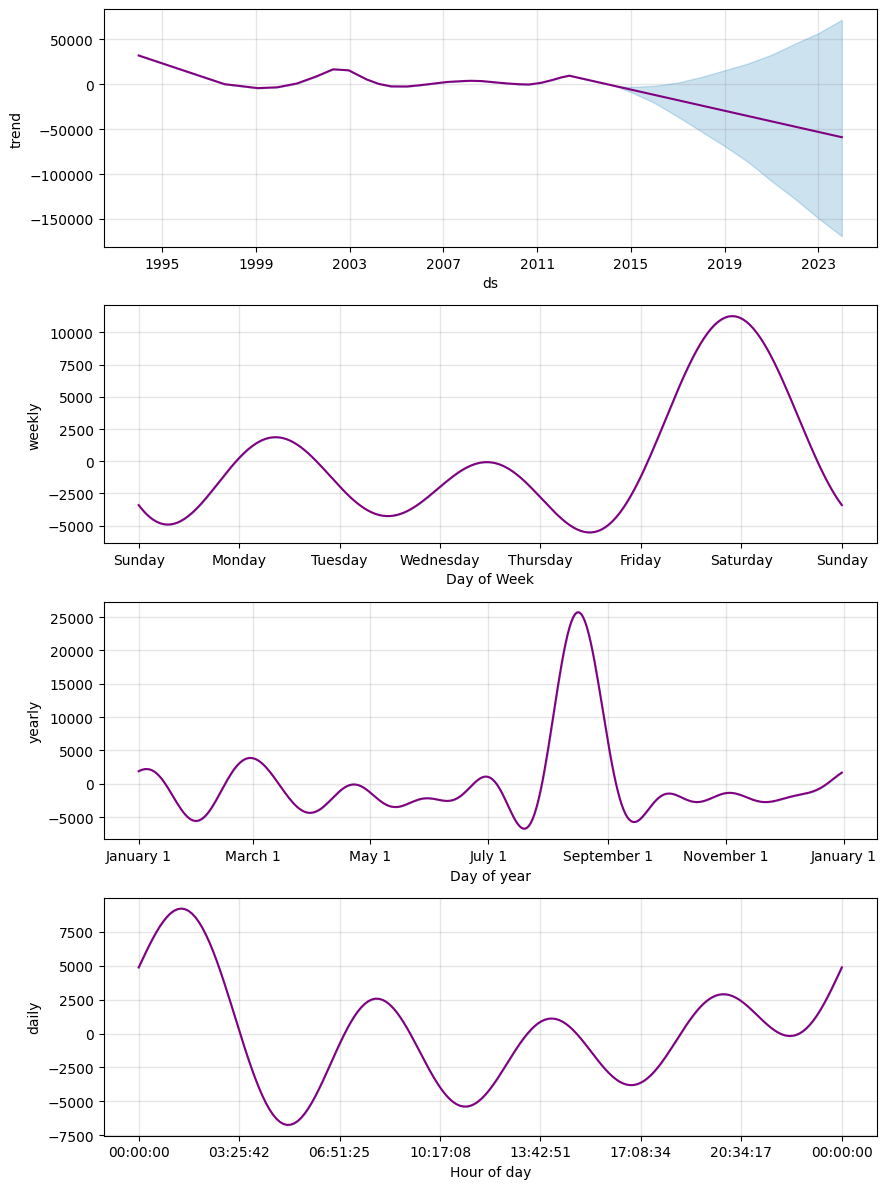 50000
0
−50000
−100000
−150000
trend
1995 1999 2003 2007 2011 2015 2019 2023
ds
10000
7500
5000
2500
0
−2500
−5000
weekly
Sunday Monday Tuesday Wednesday Thursday Friday Saturday Sunday
Day of Week
25000
20000
15000
10000
5000
0
−5000
yearly
January 1 March 1 May 1 July 1 September 1 November 1 January 1
Day of year
7500
5000
2500
0
−2500
−5000
−7500
daily
00:00:00 03:25:42 06:51:25 10:17:08 13:42:51 17:08:34 20:34:17 00:00:00
Hour of day